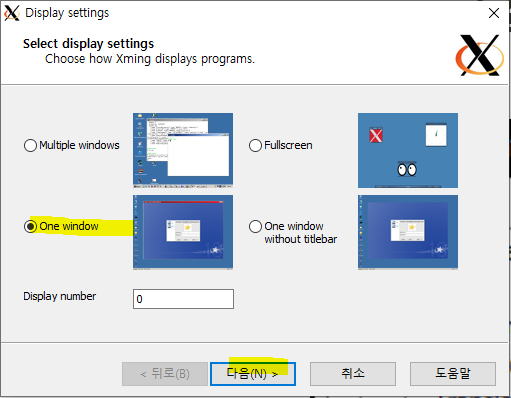 Display settings
Select display settings
Choose how Xming displays programs.
Multiple windows
Fullscreen
One window
One window
without titlebar
Display number
0
< 뒤로(B)
다음(N) >
취소
도움말